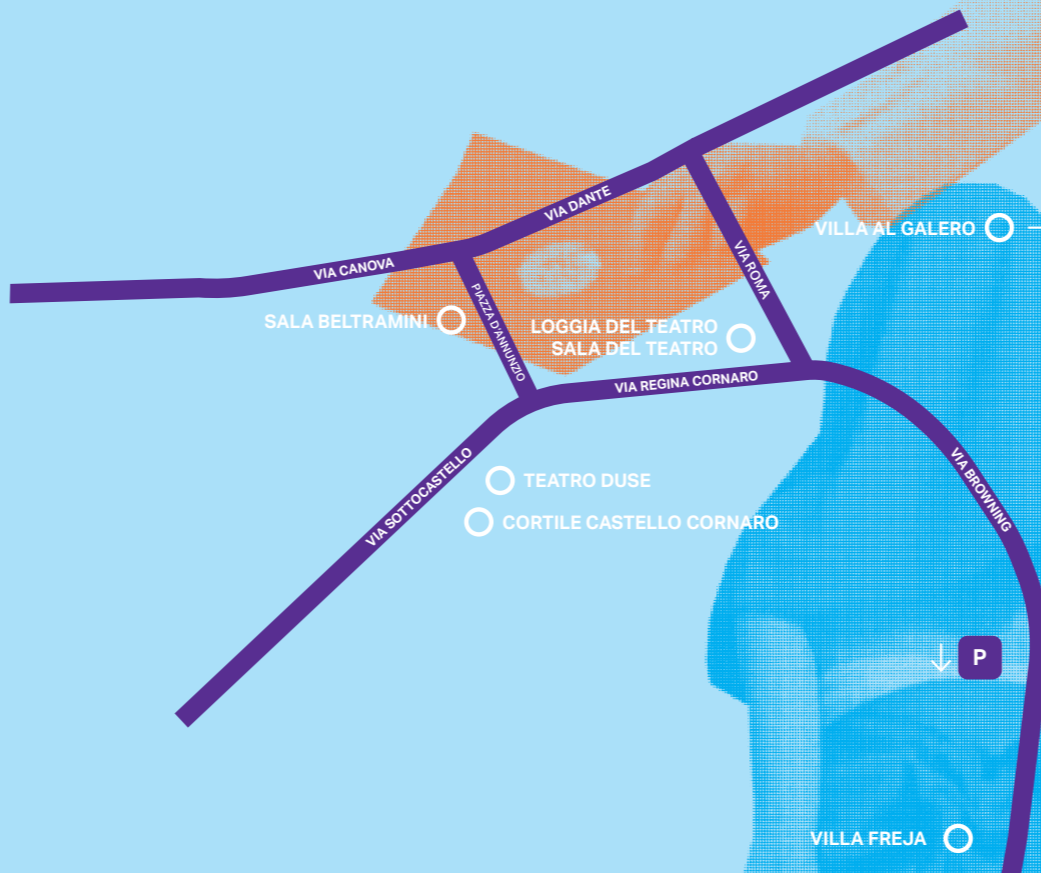 VIA DANTE
VILLA AL GALERO
VIA CANOVA
VIA ROMA
PIAZZA D'ANNUNZIO
SALA BELTRAMINI
LOGGIA DEL TEATRO
SALA DEL TEATRO
VIA REGINA CORNARO
VIA SOTTOCASTELLO
TEATRO DUSE
VIA BROWNING
CORTILE CASTELLO CORNARO
P
VILLA FREJA